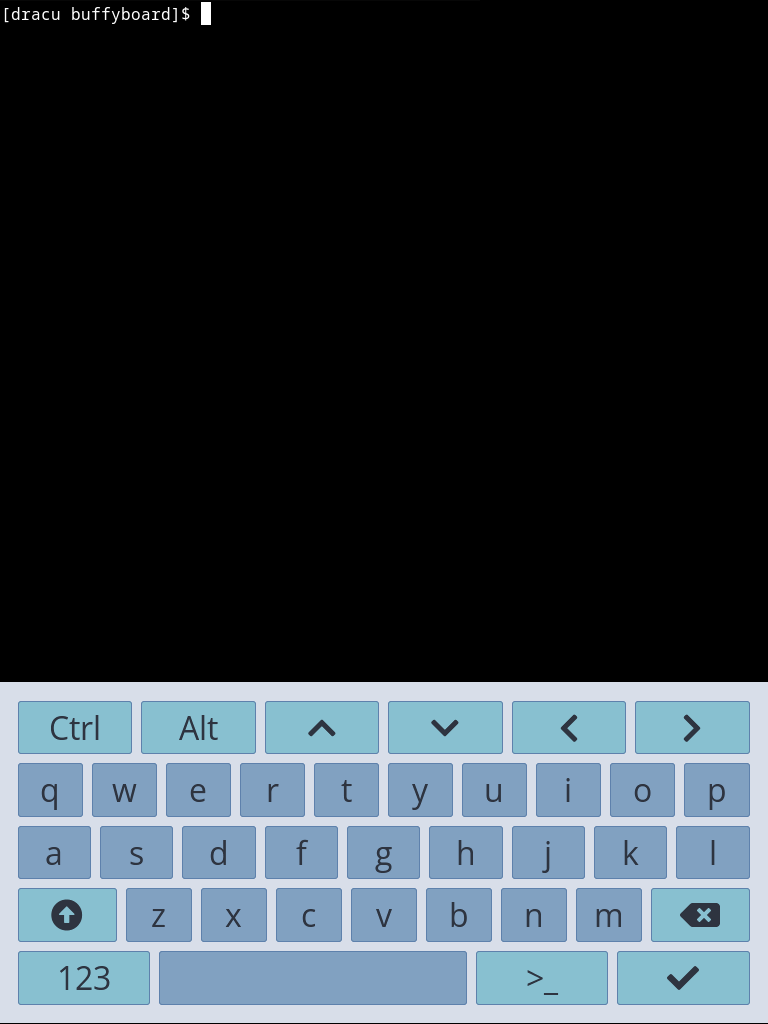 [dracu buffyboard]$
Ctrl Alt
q w e r t y u i o p
a s d f g h j k l
z x c v b n m
123 >_